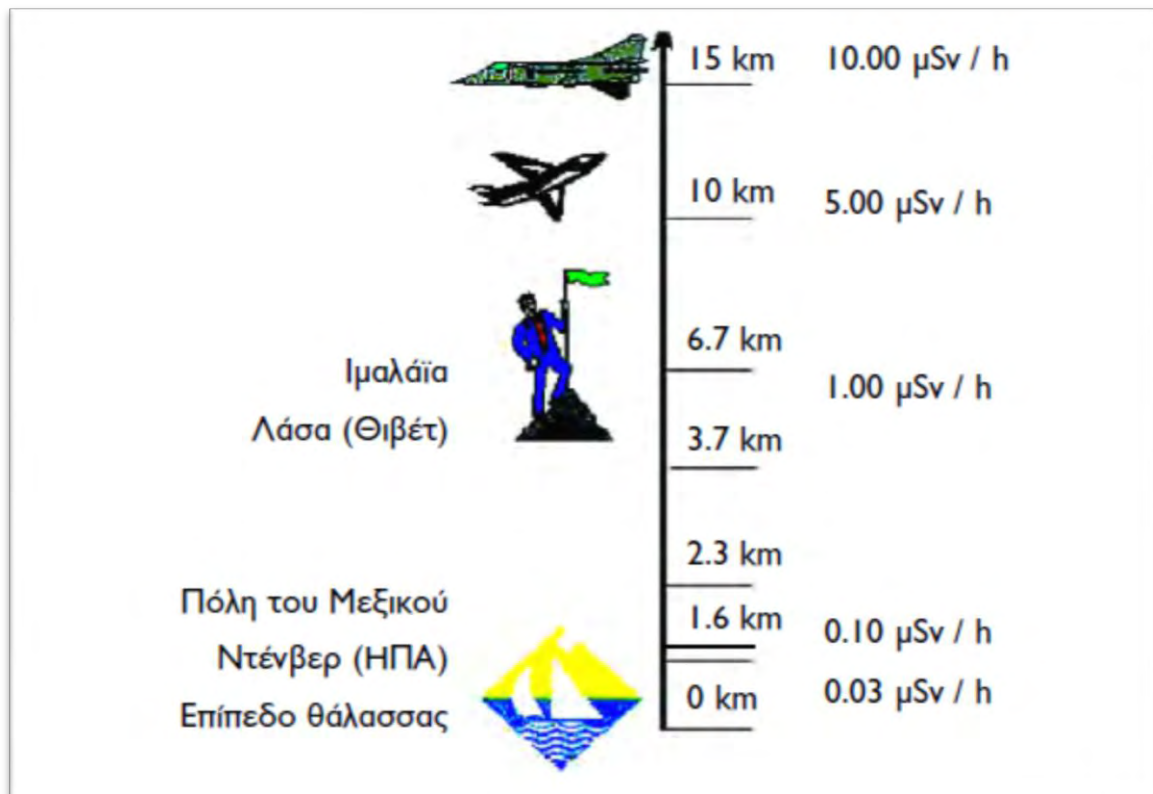 15 km 10.00 μSv / h
10 km 5.00 μSv / h
6.7 km
Ιμαλάϊα 1.00 μSv / h
Λάσα (Θιβέτ) 3.7 km
2.3 km
Πόλη του Μεξικού 1.6 km 0.10 μSv / h
Ντένβερ (ΗΠΑ)
0 km 0.03 μSv / h
Επίπεδο θάλασσας